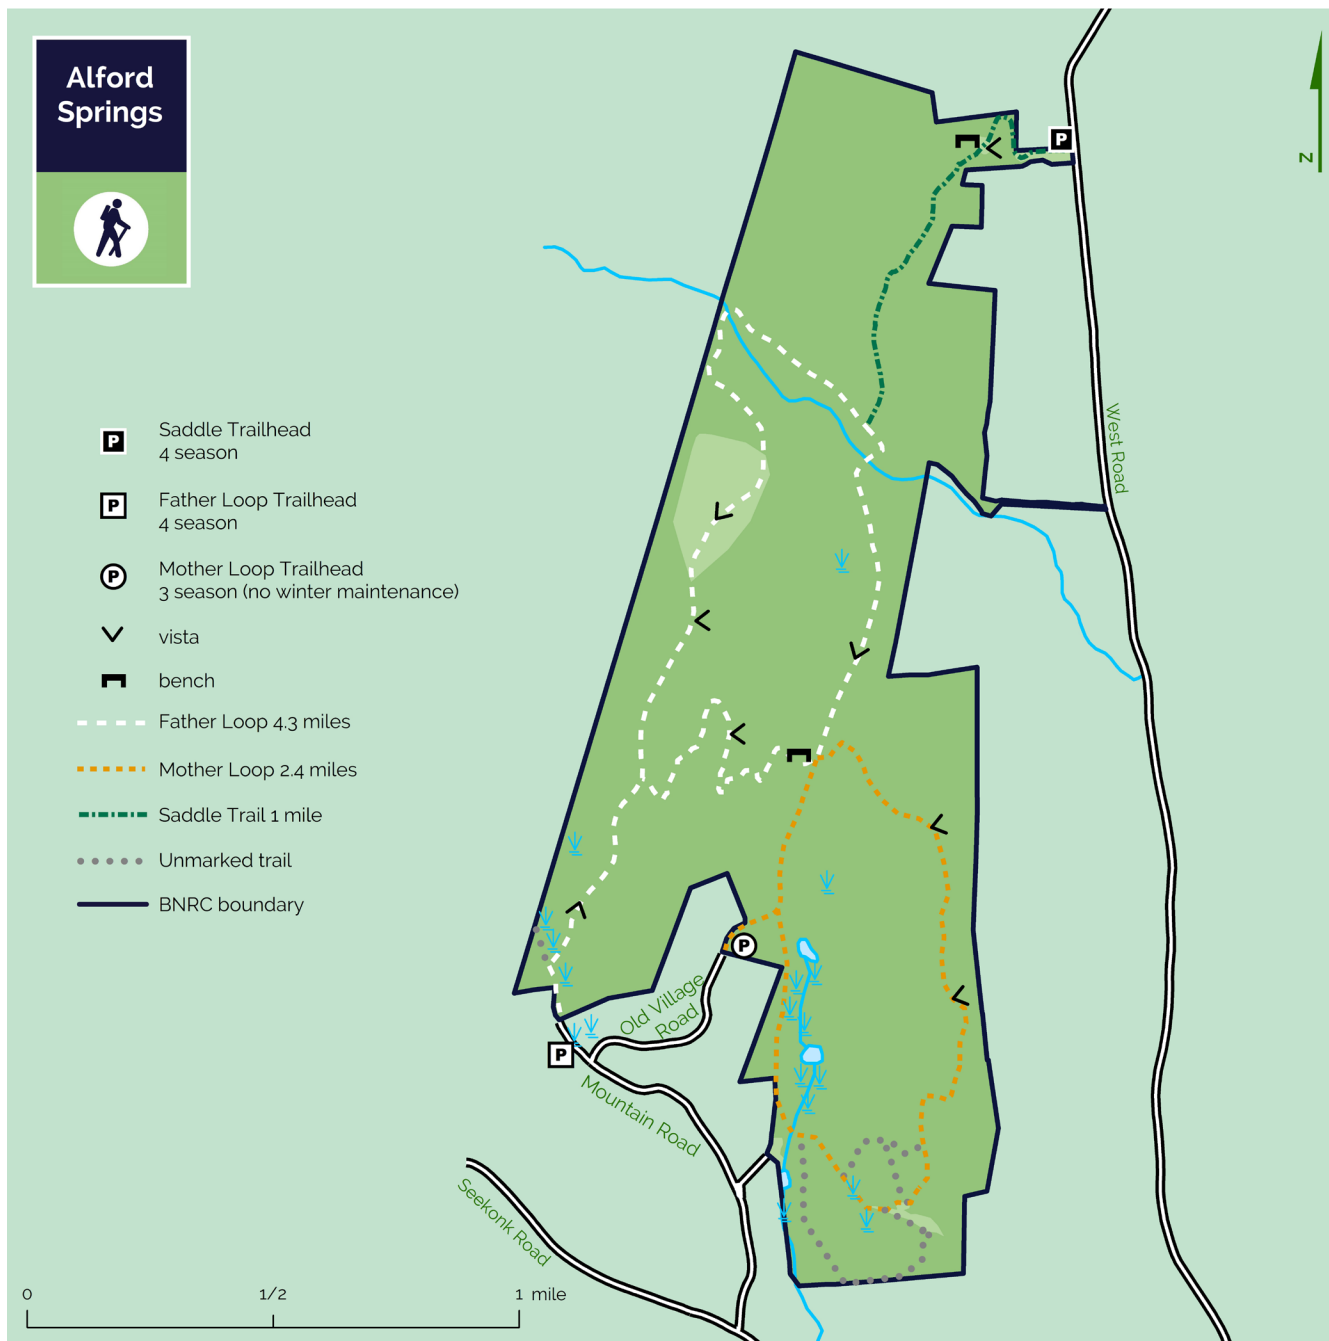 Alford
Springs
P
N
P
Saddle Trailhead
4 season
P
Father Loop Trailhead
4 season
P
Mother Loop Trailhead
3 season (no winter maintenance)
vista
bench
Father Loop 4.3 miles
Mother Loop 2.4 miles
Saddle Trail 1 mile
Unmarked trail
BNRC boundary
West Road
P
Old Village
Road
P
Mountain Road
Seekonk Road
0 1/2 1 mile